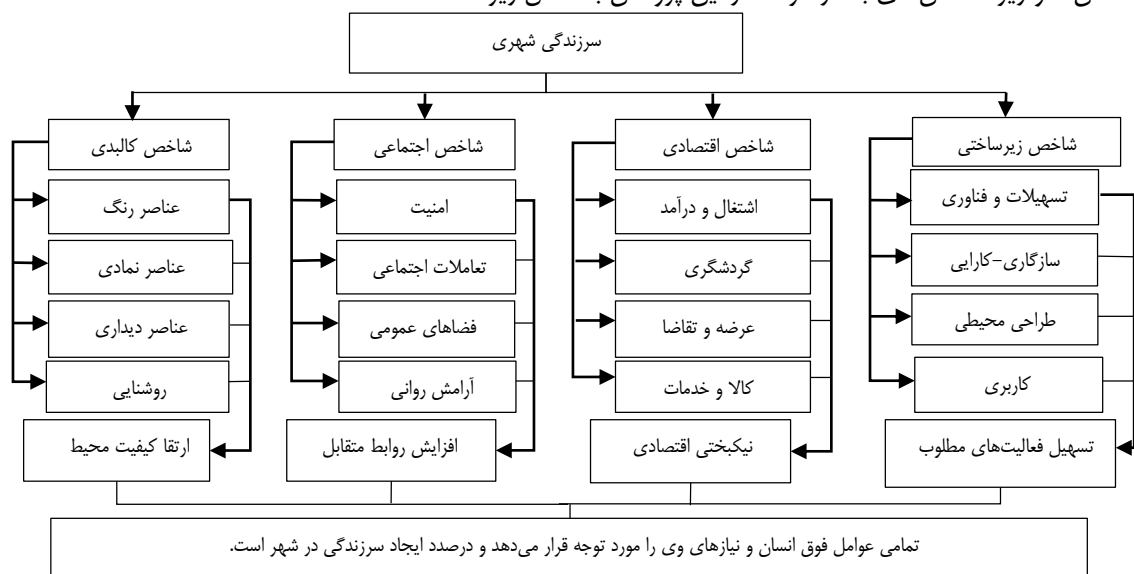 سرزندگی شهری
شاخص زیرساختی
تسهیلات و فناوری
سازگاری-کارایی
طراحی محیطی
کاربری
تسهیل فعالیت‌های مطلوب
شاخص اقتصادی
اشتغال و درآمد
گردشگری
عرضه و تقاضا
کالا و خدمات
نیکبختی اقتصادی
شاخص اجتماعی
امنیت
تعاملات اجتماعی
فضاهای عمومی
آرامش روانی
افزایش روابط متقابل
شاخص کالبدی
عناصر رنگ
عناصر نمادی
عناصر دیداری
روشنایی
ارتقا کیفیت محیط
تمامی عوامل فوق انسان و نیازهای وی را مورد توجه قرار می‌دهد و درصدد ایجاد سرزندگی در شهر است.